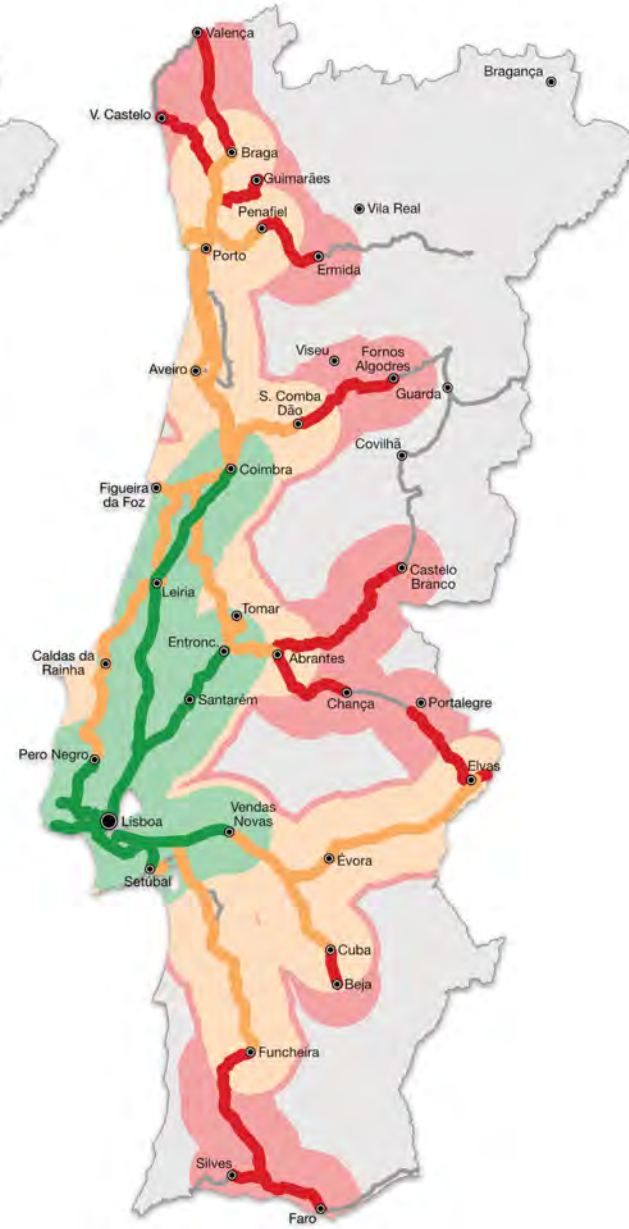 Valença
Bragança
V. Castelo
Braga
Guimarães
Vila Real
Penafiel
Porto
Ermida
Viseu
Fornos
Algodres
Aveiro
Guarda
S. Comba
Dão
Covilhã
Coimbra
Figueira
da Foz
Castelo
Branco
Leiria
Tomar
Entronc.
Abrantes
Caldas da
Rainha
Chança
Portalegre
Santarém
Pero Negro
Elvas
Vendas
Novas
Lisboa
Évora
Setúbal
Cuba
Beja
Funcheira
Silves
Faro